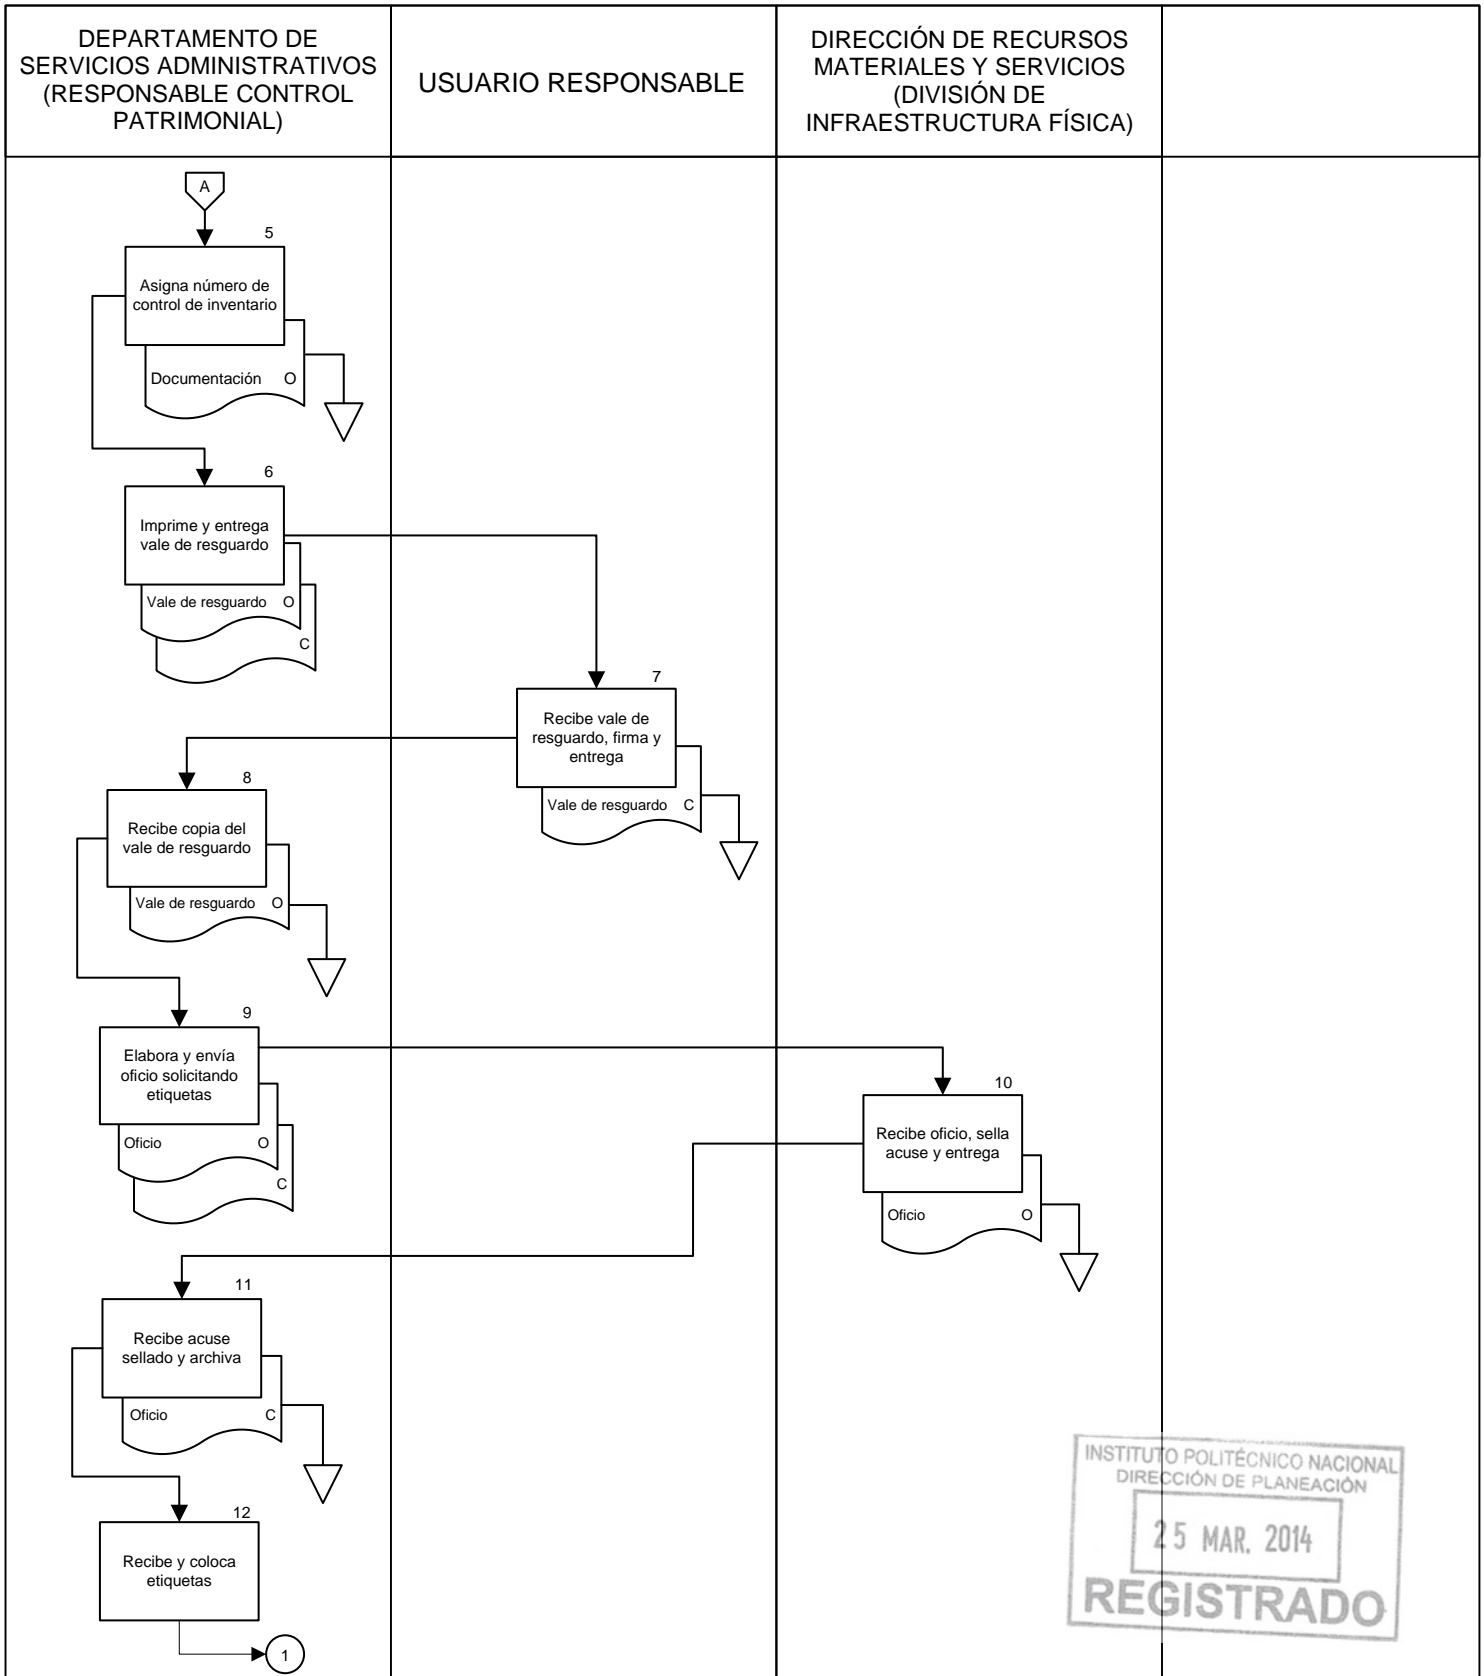 DEPARTAMENTO DE
SERVICIOS ADMINISTRATIVOS
(RESPONSABLE CONTROL
PATRIMONIAL)
USUARIO RESPONSABLE
DIRECCIÓN DE RECURSOS
MATERIALES Y SERVICIOS
(DIVISIÓN DE
INFRAESTRUCTURA FÍSICA)
A
5
Asigna número de
control de inventario
Documentación O
6
Imprime y entrega
vale de resguardo
Vale de resguardo O
C
7
Recibe vale de
resguardo, firma y
entrega
Vale de resguardo C
8
Recibe copia del
vale de resguardo
Vale de resguardo O
9
Elabora y envía
oficio solicitando
etiquetas
Oficio O
C
10
Recibe oficio, sella
acuse y entrega
Oficio O
11
Recibe acuse
sellado y archiva
Oficio C
12
Recibe y coloca
etiquetas
1
INSTITUTO POLITÉCNICO NACIONAL
DIRECCIÓN DE PLANEACIÓN
25 MAR. 2014
REGISTRADO